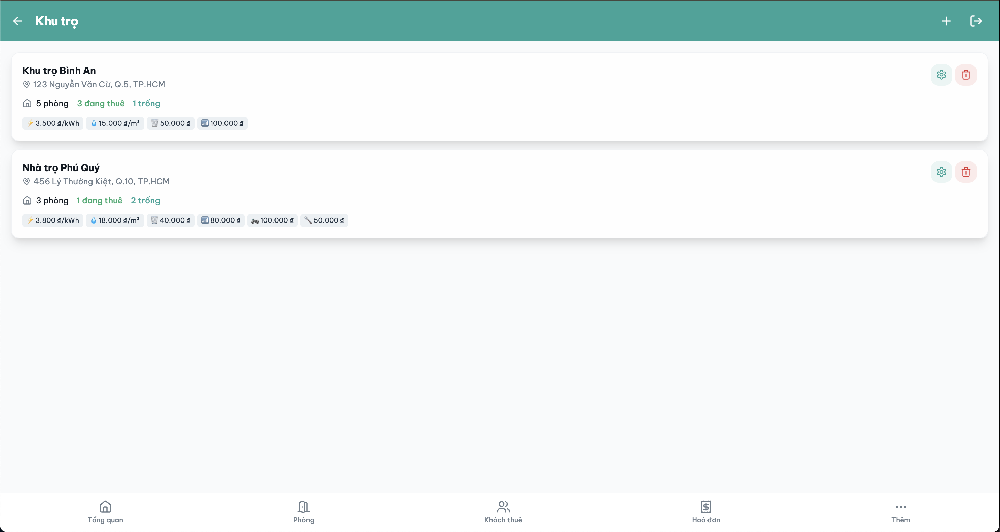 Khu trọ
Khu trọ Bình An
123 Nguyễn Văn Cừ, Q.5, TP.HCM
5 phòng 3 đang thuê 1 trống
⚡ 3.500 ₫/kWh 💧 15.000 ₫/m³ 🗑️ 50.000 ₫ 📶 100.000 ₫
Nhà trọ Phú Quý
456 Lý Thường Kiệt, Q.10, TP.HCM
3 phòng 1 đang thuê 2 trống
⚡ 3.800 ₫/kWh 💧 18.000 ₫/m³ 🗑️ 40.000 ₫ 📶 80.000 ₫ 🏍️ 100.000 ₫ 🔧 50.000 ₫
Tổng quan Phòng Khách thuê Hoá đơn Thêm